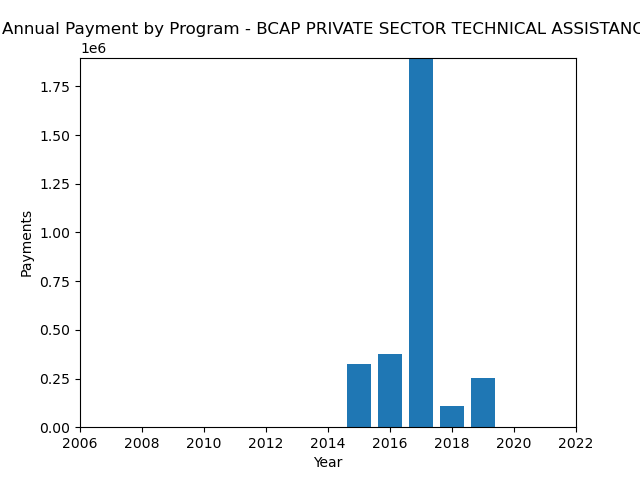 Annual Payment by Program - BCAP PRIVATE SECTOR TECHNICAL ASSISTANC
1e6
1.75
1.50
1.25
1.00
0.75
0.50
0.25
0.00
Payments
2006 2008 2010 2012 2014 2016 2018 2020 2022
Year